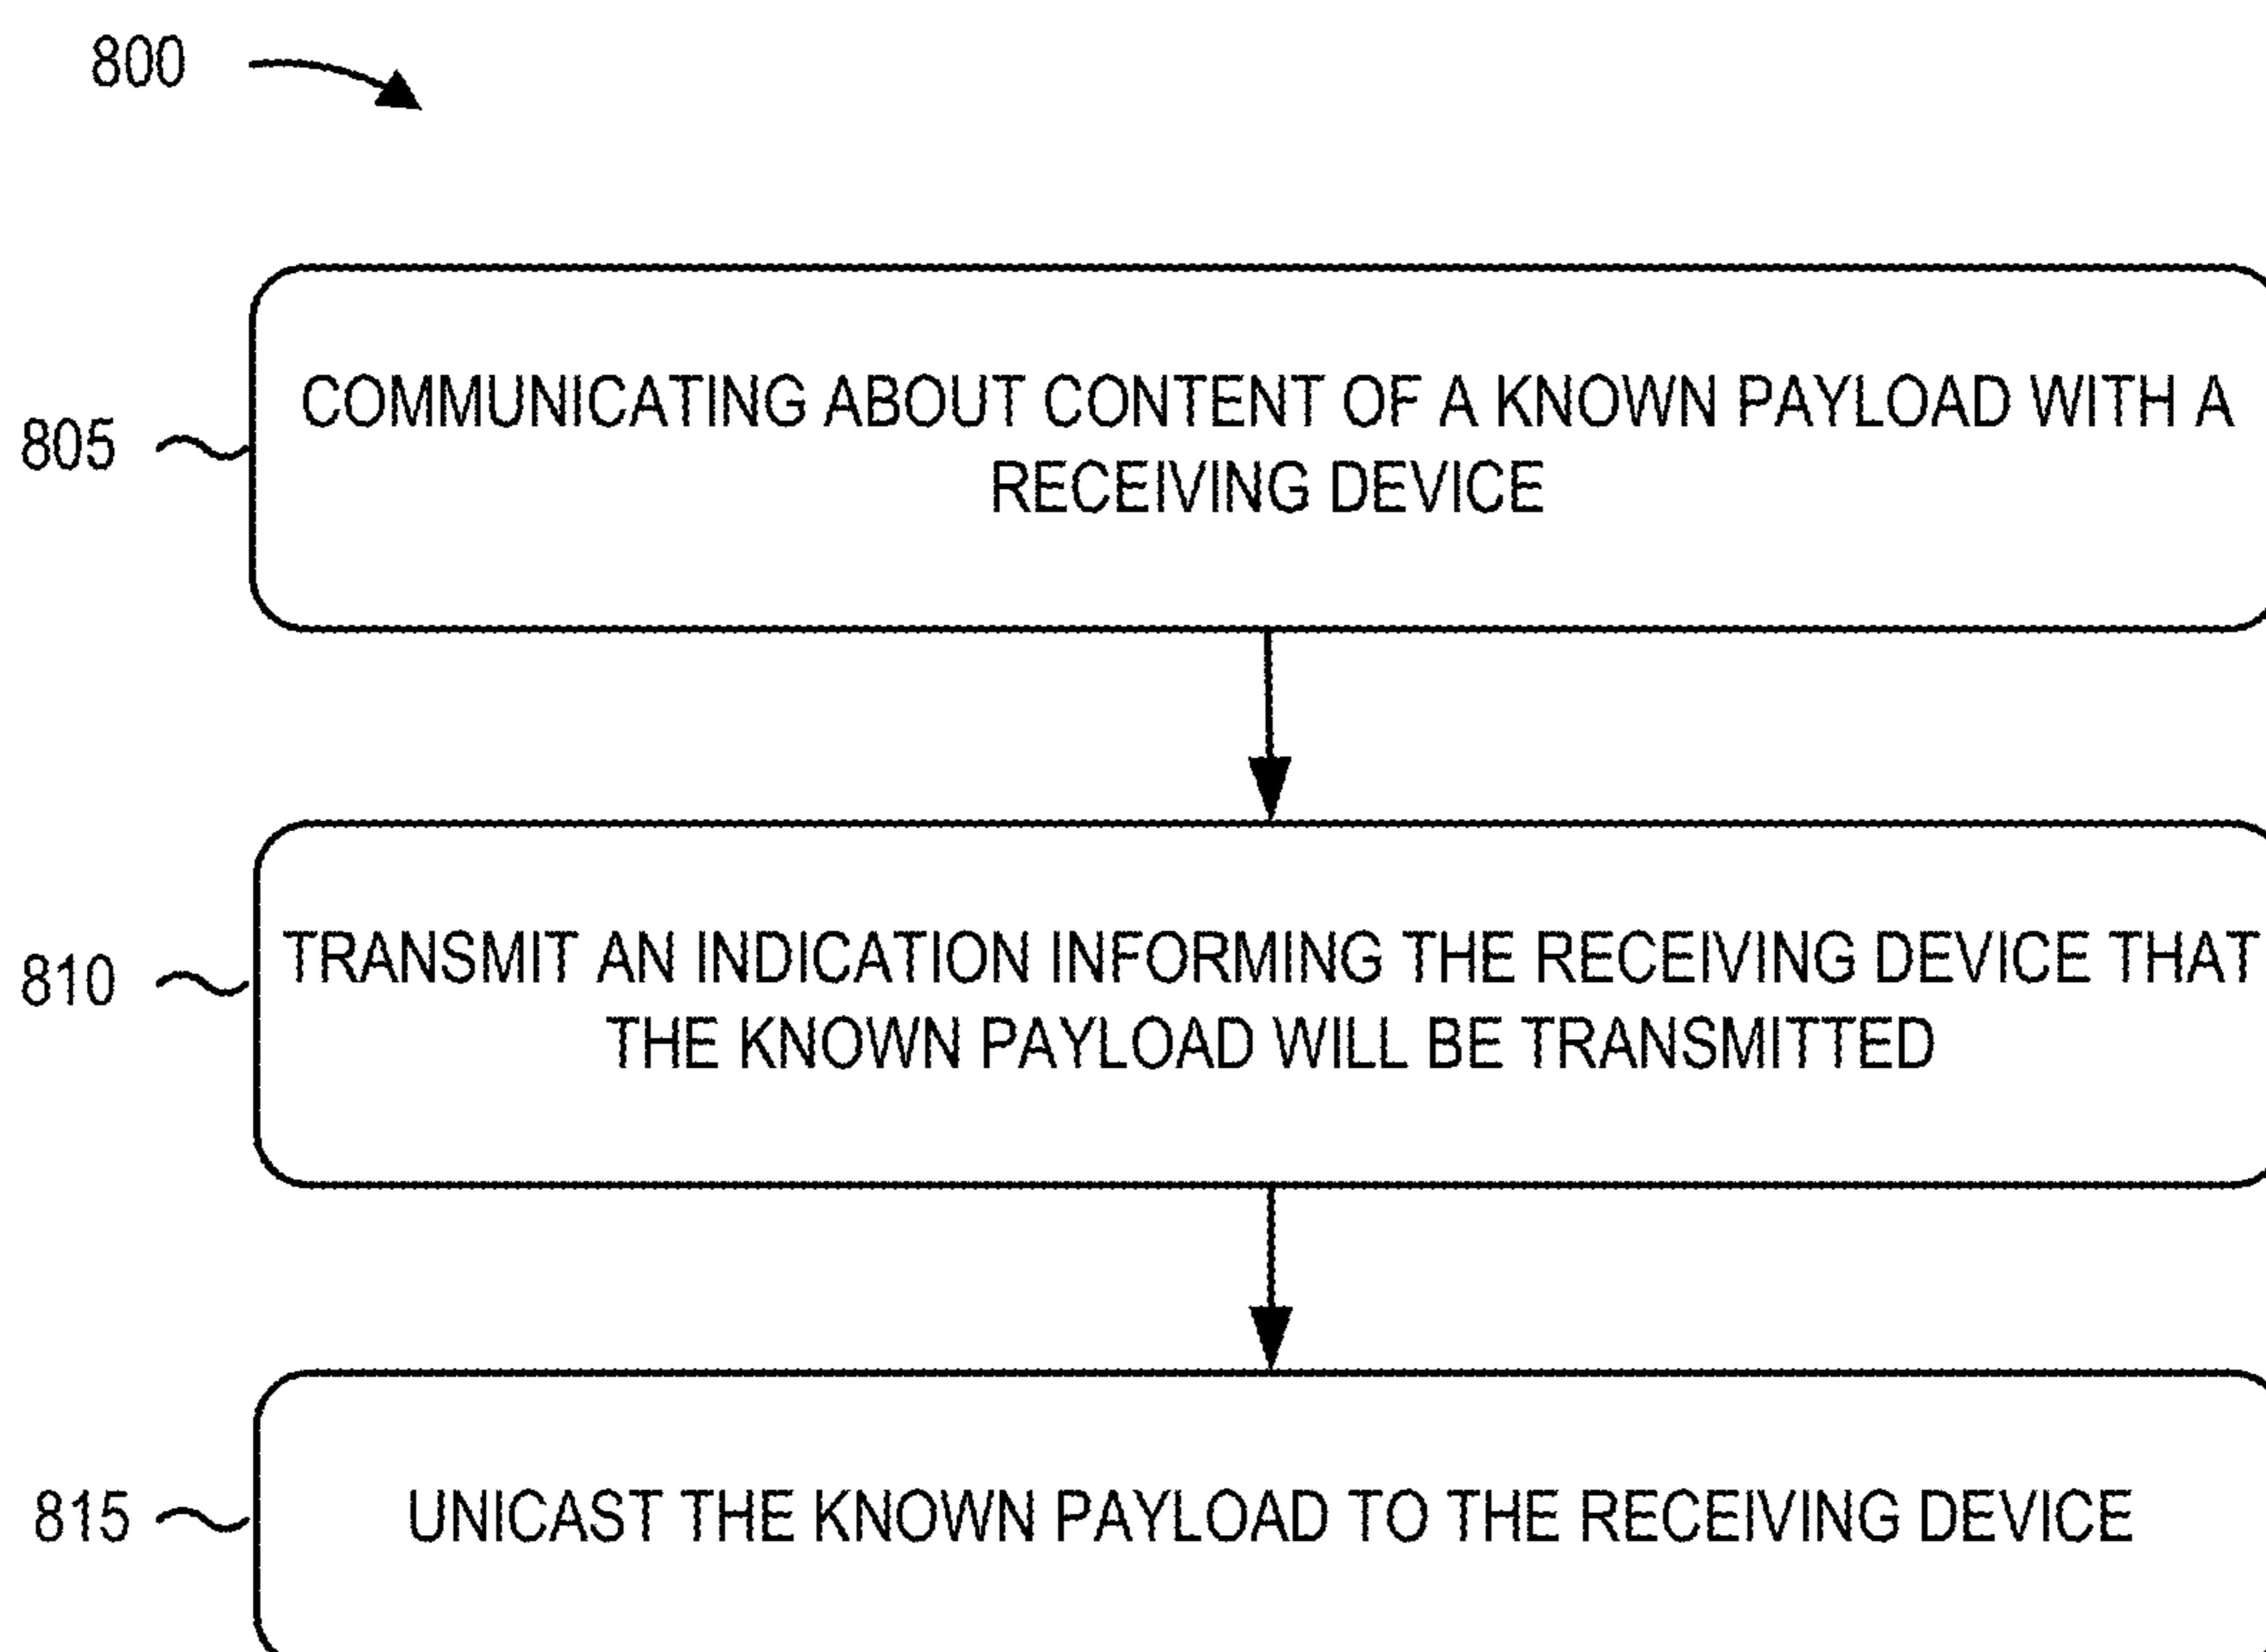 800
805
COMMUNICATING ABOUT CONTENT OF A KNOWN PAYLOAD WITH A
RECEIVING DEVICE
810
TRANSMIT AN INDICATION INFORMING THE RECEIVING DEVICE THAT
THE KNOWN PAYLOAD WILL BE TRANSMITTED
815
UNICAST THE KNOWN PAYLOAD TO THE RECEIVING DEVICE